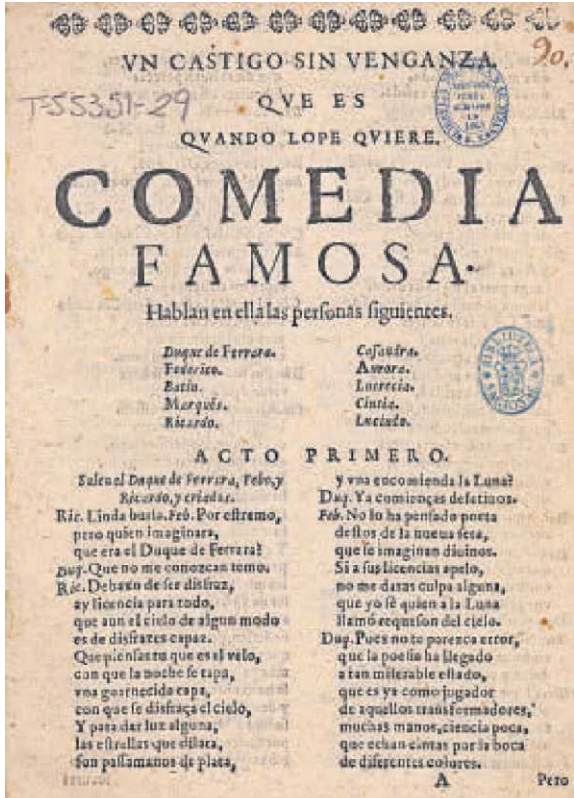 VN CASTIGO SIN VENGANZA.
90.
T-55351-29
QVE ES
QVANDO LOPE QVIERE.
COMEDIA
FAMOSA.
Hablan en ella las perſonas ſiguientes.
Duque de Ferrara.
Federico.
Batin.
Marqués.
Ricardo.
Caſandra.
Aurora.
Lucrecia.
Cintia.
Lucindo.
ACTO PRIMERO.
Salen el Duque de Ferrara, Febo, y
Ricardo, y criados.
Ric. Linda burla. Feb. Por eſtremo,
pero quien imaginara,
que era el Duque de Ferrara?
Duq. Que no me conozcan temo.
Ric. Debaxo de ſer disfraz,
ay licencia para todo,
que aun el cielo de algun modo
es de disfrazes capaz.
Que pienſas tu que es el velo,
con que la noche ſe tapa,
vna guarnecida capa,
con que ſe disfraça el cielo,
Y para dar luz alguna,
las eſtrellas que dilata,
ſon paſſamanos de plata,
y vna encomienda la Luna?
Duq. Ya comienças deſatinos.
Feb. No lo ha penſado poeta
deſtos de la nueua ſeta,
que ſe imaginan diuinos.
Si a ſus licencias apelo,
no me daras culpa alguna,
que yo sè quien a la Luna
llamó requeſon del cielo.
Duq. Pues no te parezca error,
que la poeſia ha llegado
a tan miſerable eſtado,
que es ya como jugador
de aquellos transformadores,
muchas manos, ciencia poca,
que echan cintas por la boca
de diferentes colores.
A Pero